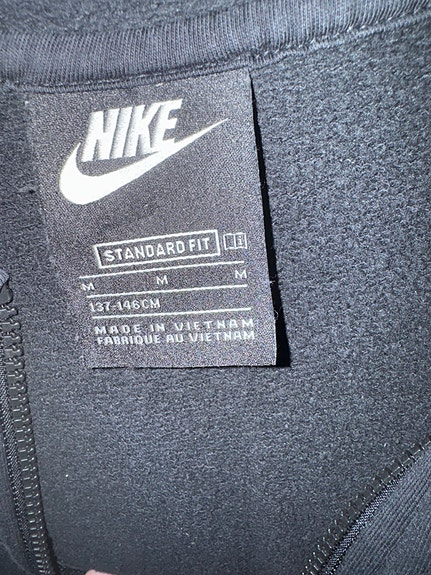 NIKE
STANDARD FIT
M M M
137-146CM
MADE IN VIETNAM
FABRIQUE AU VIETNAM